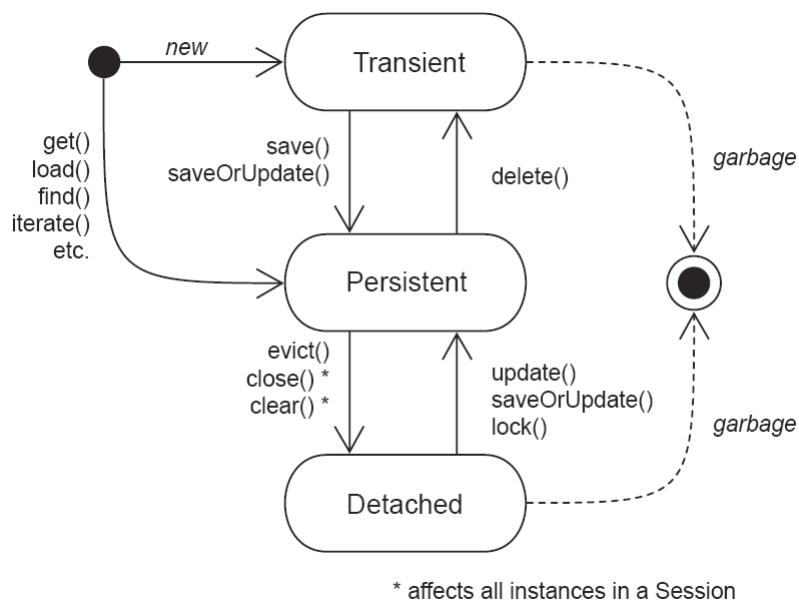 new
Transient
get()
load()
find()
iterate()
etc.
save()
saveOrUpdate()
delete()
garbage
Persistent
evict()
close() *
clear() *
update()
saveOrUpdate()
lock()
garbage
Detached
* affects all instances in a Session